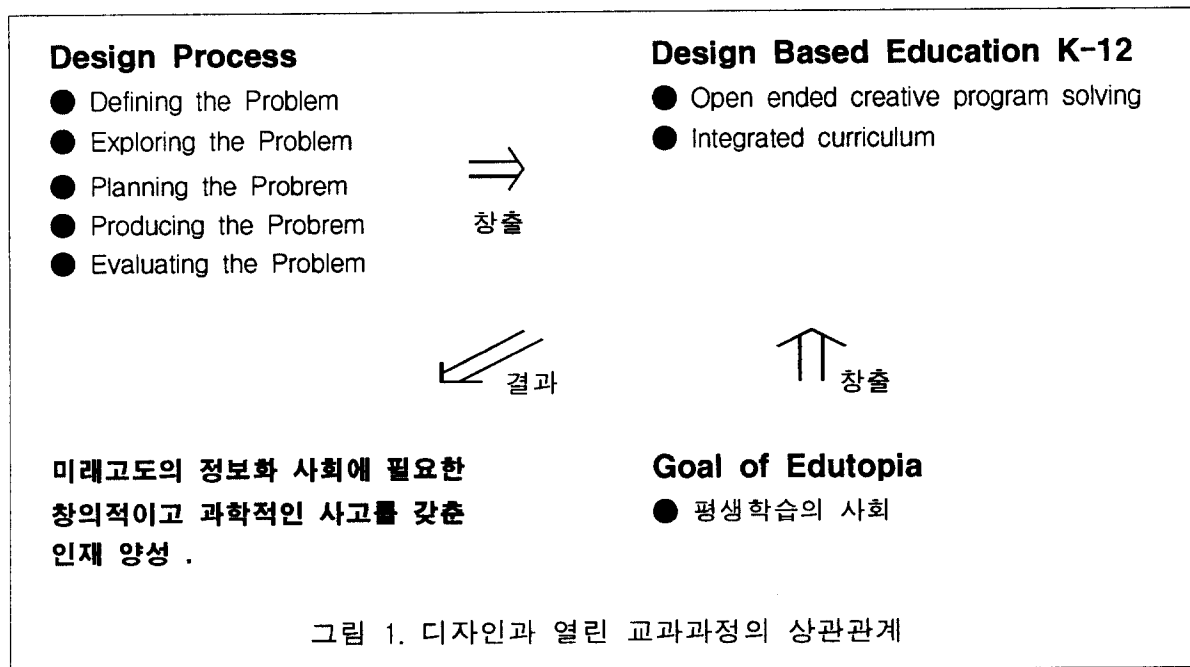 Design Process
● Defining the Problem
● Exploring the Problem
● Planning the Probrem
● Producing the Probrem
● Evaluating the Problem
창출
Design Based Education K-12
● Open ended creative program solving
● Integrated curriculum
결과
창출
미래고도의 정보화 사회에 필요한
창의적이고 과학적인 사고를 갖춘
인재 양성 .
Goal of Edutopia
● 평생학습의 사회
그림 1. 디자인과 열린 교과과정의 상관관계